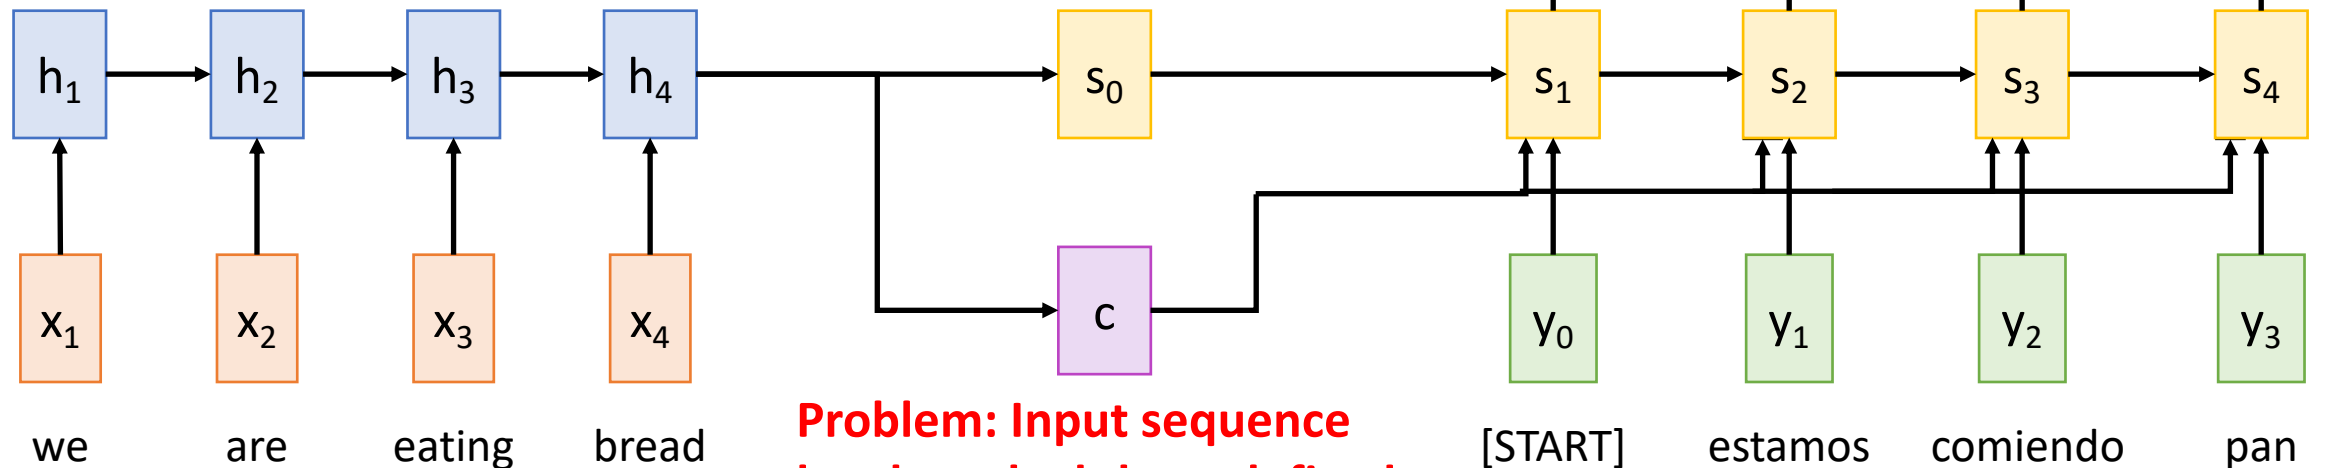 h1 h2 h3 h4 s0 s1 s2 s3 s4
x1 x2 x3 x4 c y0 y1 y2 y3
we are eating bread [START] estamos comiendo pan
Problem: Input sequence